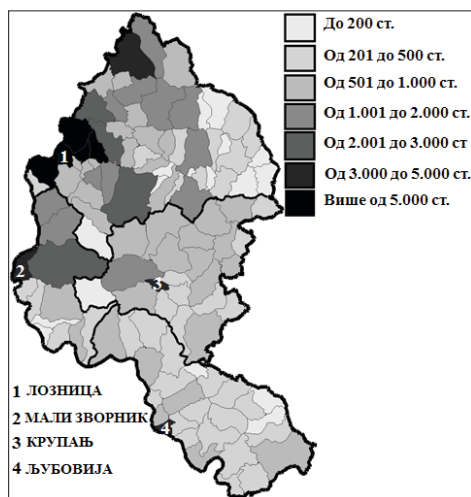 До 200 ст.
Од 201 до 500 ст.
Од 501 до 1.000 ст.
Од 1.001 до 2.000 ст.
Од 2.001 до 3.000 ст
Од 3.000 до 5.000 ст.
Више од 5.000 ст.
1
2
3
4
1 ЛОЗНИЦА
2 МАЛИ ЗВОРНИК
3 КРУПАЊ
4 ЉУБОВИЈА